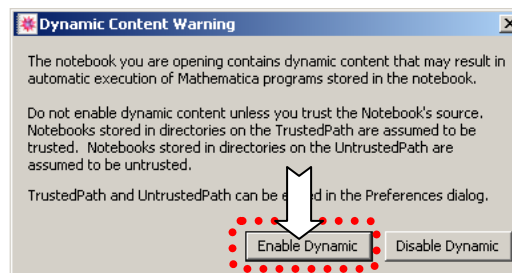 Dynamic Content Warning
The notebook you are opening contains dynamic content that may result in
automatic execution of Mathematica programs stored in the notebook.
Do not enable dynamic content unless you trust the Notebook's source.
Notebooks stored in directories on the TrustedPath are assumed to be
trusted. Notebooks stored in directories on the UntrustedPath are
assumed to be untrusted.
TrustedPath and UntrustedPath can be in the Preferences dialog.
Enable Dynamic Disable Dynamic